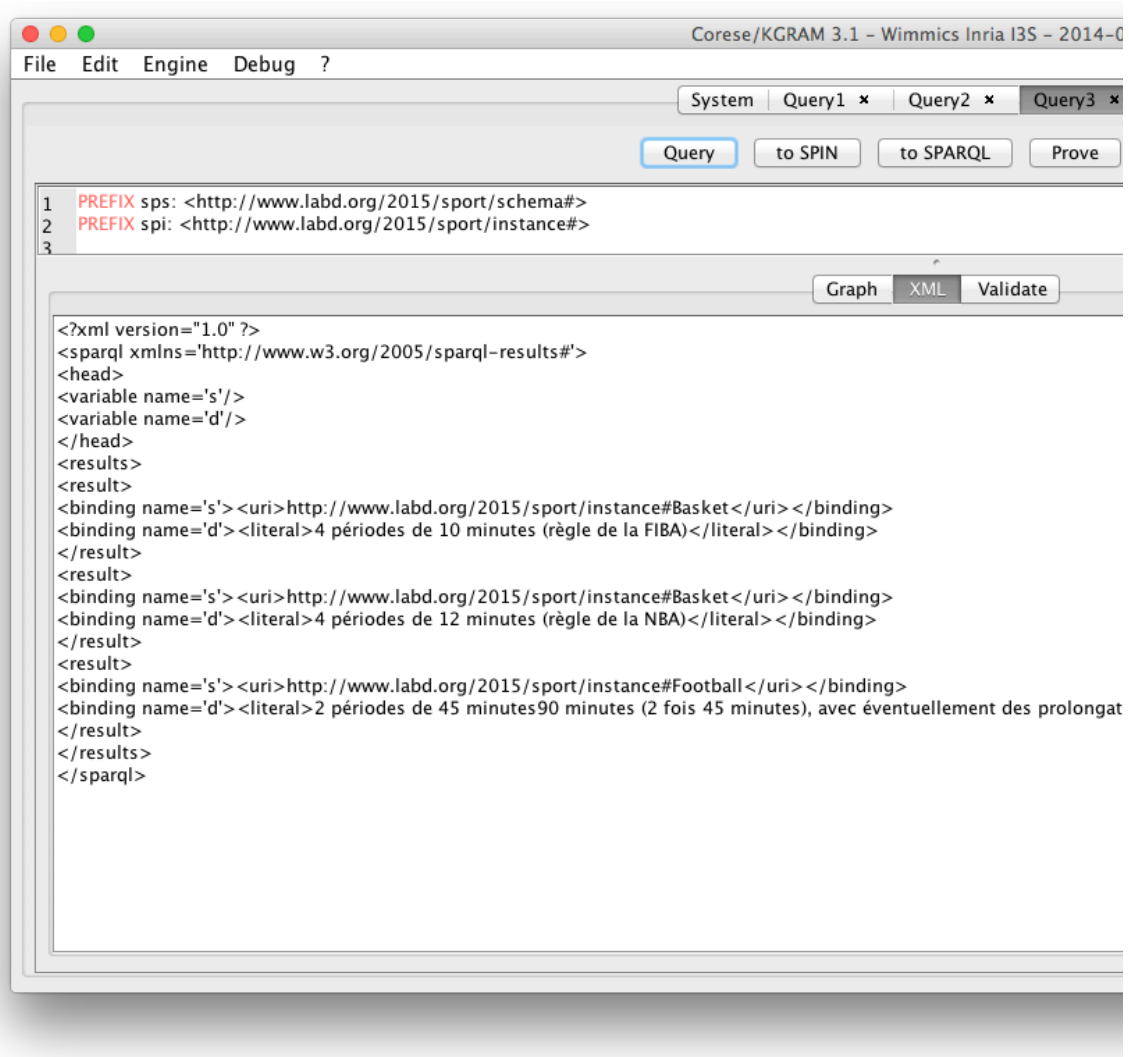 Corese/KGRAM 3.1 – Wimmics Inria I3S – 2014-0
File Edit Engine Debug ?
System Query1 × Query2 × Query3 ×
Query to SPIN to SPARQL Prove
1 PREFIX sps: <http://www.labd.org/2015/sport/schema#>
2 PREFIX spi: <http://www.labd.org/2015/sport/instance#>
3
Graph XML Validate
<?xml version="1.0" ?>
<sparql xmlns='http://www.w3.org/2005/sparql-results#'>
<head>
<variable name='s'/>
<variable name='d'/>
</head>
<results>
<result>
<binding name='s'><uri>http://www.labd.org/2015/sport/instance#Basket</uri></binding>
<binding name='d'><literal>4 périodes de 10 minutes (règle de la FIBA)</literal></binding>
</result>
<result>
<binding name='s'><uri>http://www.labd.org/2015/sport/instance#Basket</uri></binding>
<binding name='d'><literal>4 périodes de 12 minutes (règle de la NBA)</literal></binding>
</result>
<result>
<binding name='s'><uri>http://www.labd.org/2015/sport/instance#Football</uri></binding>
<binding name='d'><literal>2 périodes de 45 minutes90 minutes (2 fois 45 minutes), avec éventuellement des prolongat
</result>
</results>
</sparql>